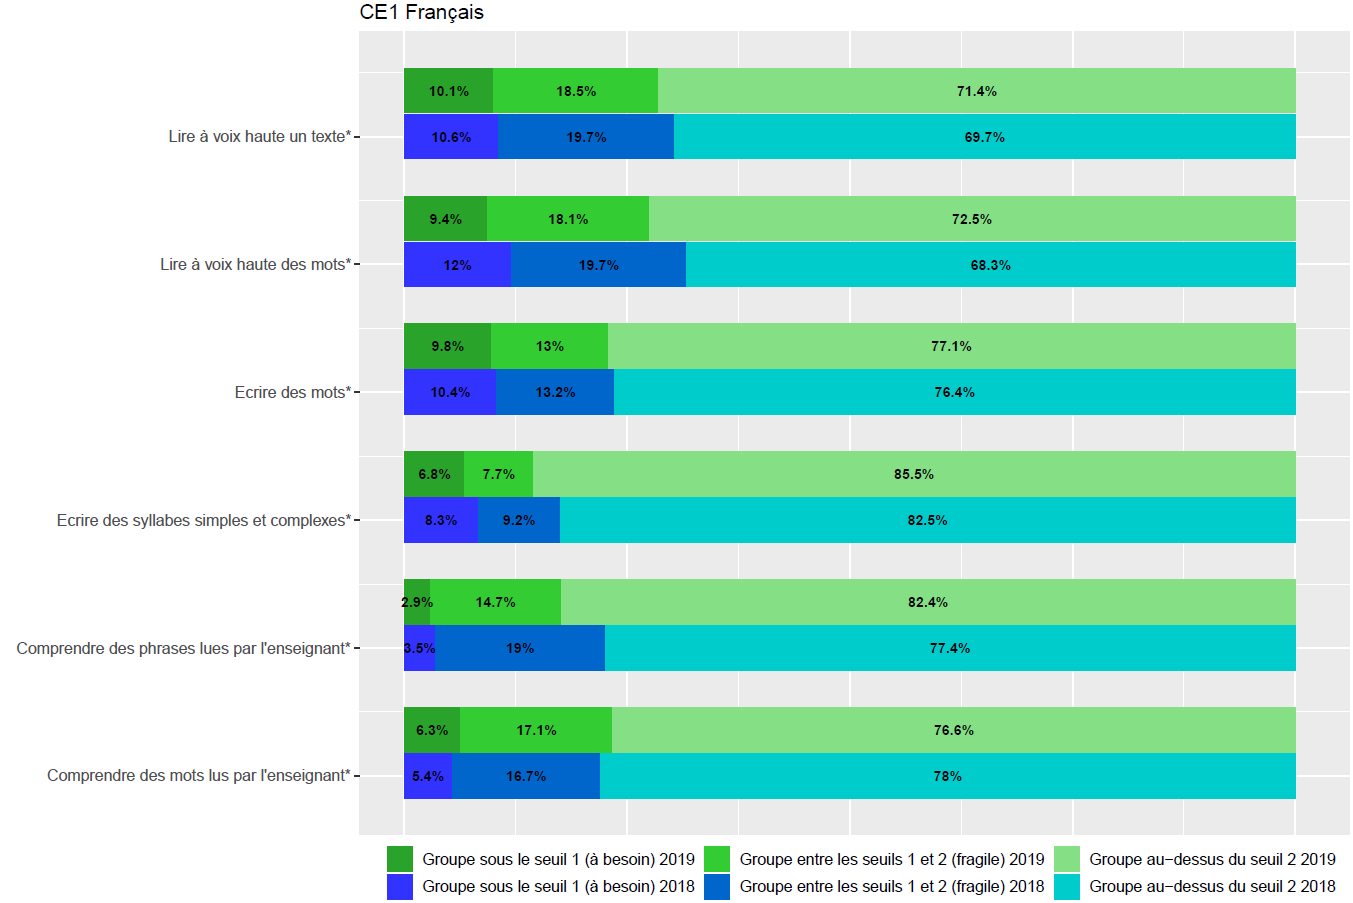 CE1 Français
10.1% 18.5% 71.4%
Lire à voix haute un texte* 10.6% 19.7% 69.7%
9.4% 18.1% 72.5%
Lire à voix haute des mots* 12% 19.7% 68.3%
9.8% 13% 77.1%
Ecrire des mots* 10.4% 13.2% 76.4%
6.8% 7.7% 85.5%
Ecrire des syllabes simples et complexes* 8.3% 9.2% 82.5%
2.9% 14.7% 82.4%
Comprendre des phrases lues par l'enseignant* 3.5% 19% 77.4%
6.3% 17.1% 76.6%
Comprendre des mots lus par l'enseignant* 5.4% 16.7% 78%
Groupe sous le seuil 1 (à besoin) 2019 Groupe entre les seuils 1 et 2 (fragile) 2019 Groupe au−dessus du seuil 2 2019
Groupe sous le seuil 1 (à besoin) 2018 Groupe entre les seuils 1 et 2 (fragile) 2018 Groupe au−dessus du seuil 2 2018